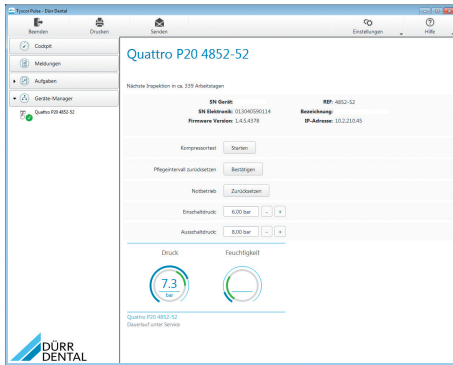 Tyscor Pulse - Dürr Dental
Beenden Drucken Senden Einstellungen Hilfe
Cockpit
Meldungen
Aufgaben
Geräte-Manager
Quattro P20 4852-52
Quattro P20 4852-52
Nächste Inspektion in ca. 339 Arbeitstagen
SN Gerät: REF: 4852-52
SN Elektronik: 013040590114 Bezeichnung:
Firmware Version: 1.4.5.4378 IP-Adresse: 10.2.210.45
Kompressortest Starten
Pflegeintervall zurücksetzen Bestätigen
Notbetrieb Zurücksetzen
Einschaltdruck: 6,00 bar - +
Ausschaltdruck: 8,00 bar - +
Druck Feuchtigkeit
7.3
bar
Quattro P20 4852-52
Dauerlauf unter Service
DÜRR
DENTAL